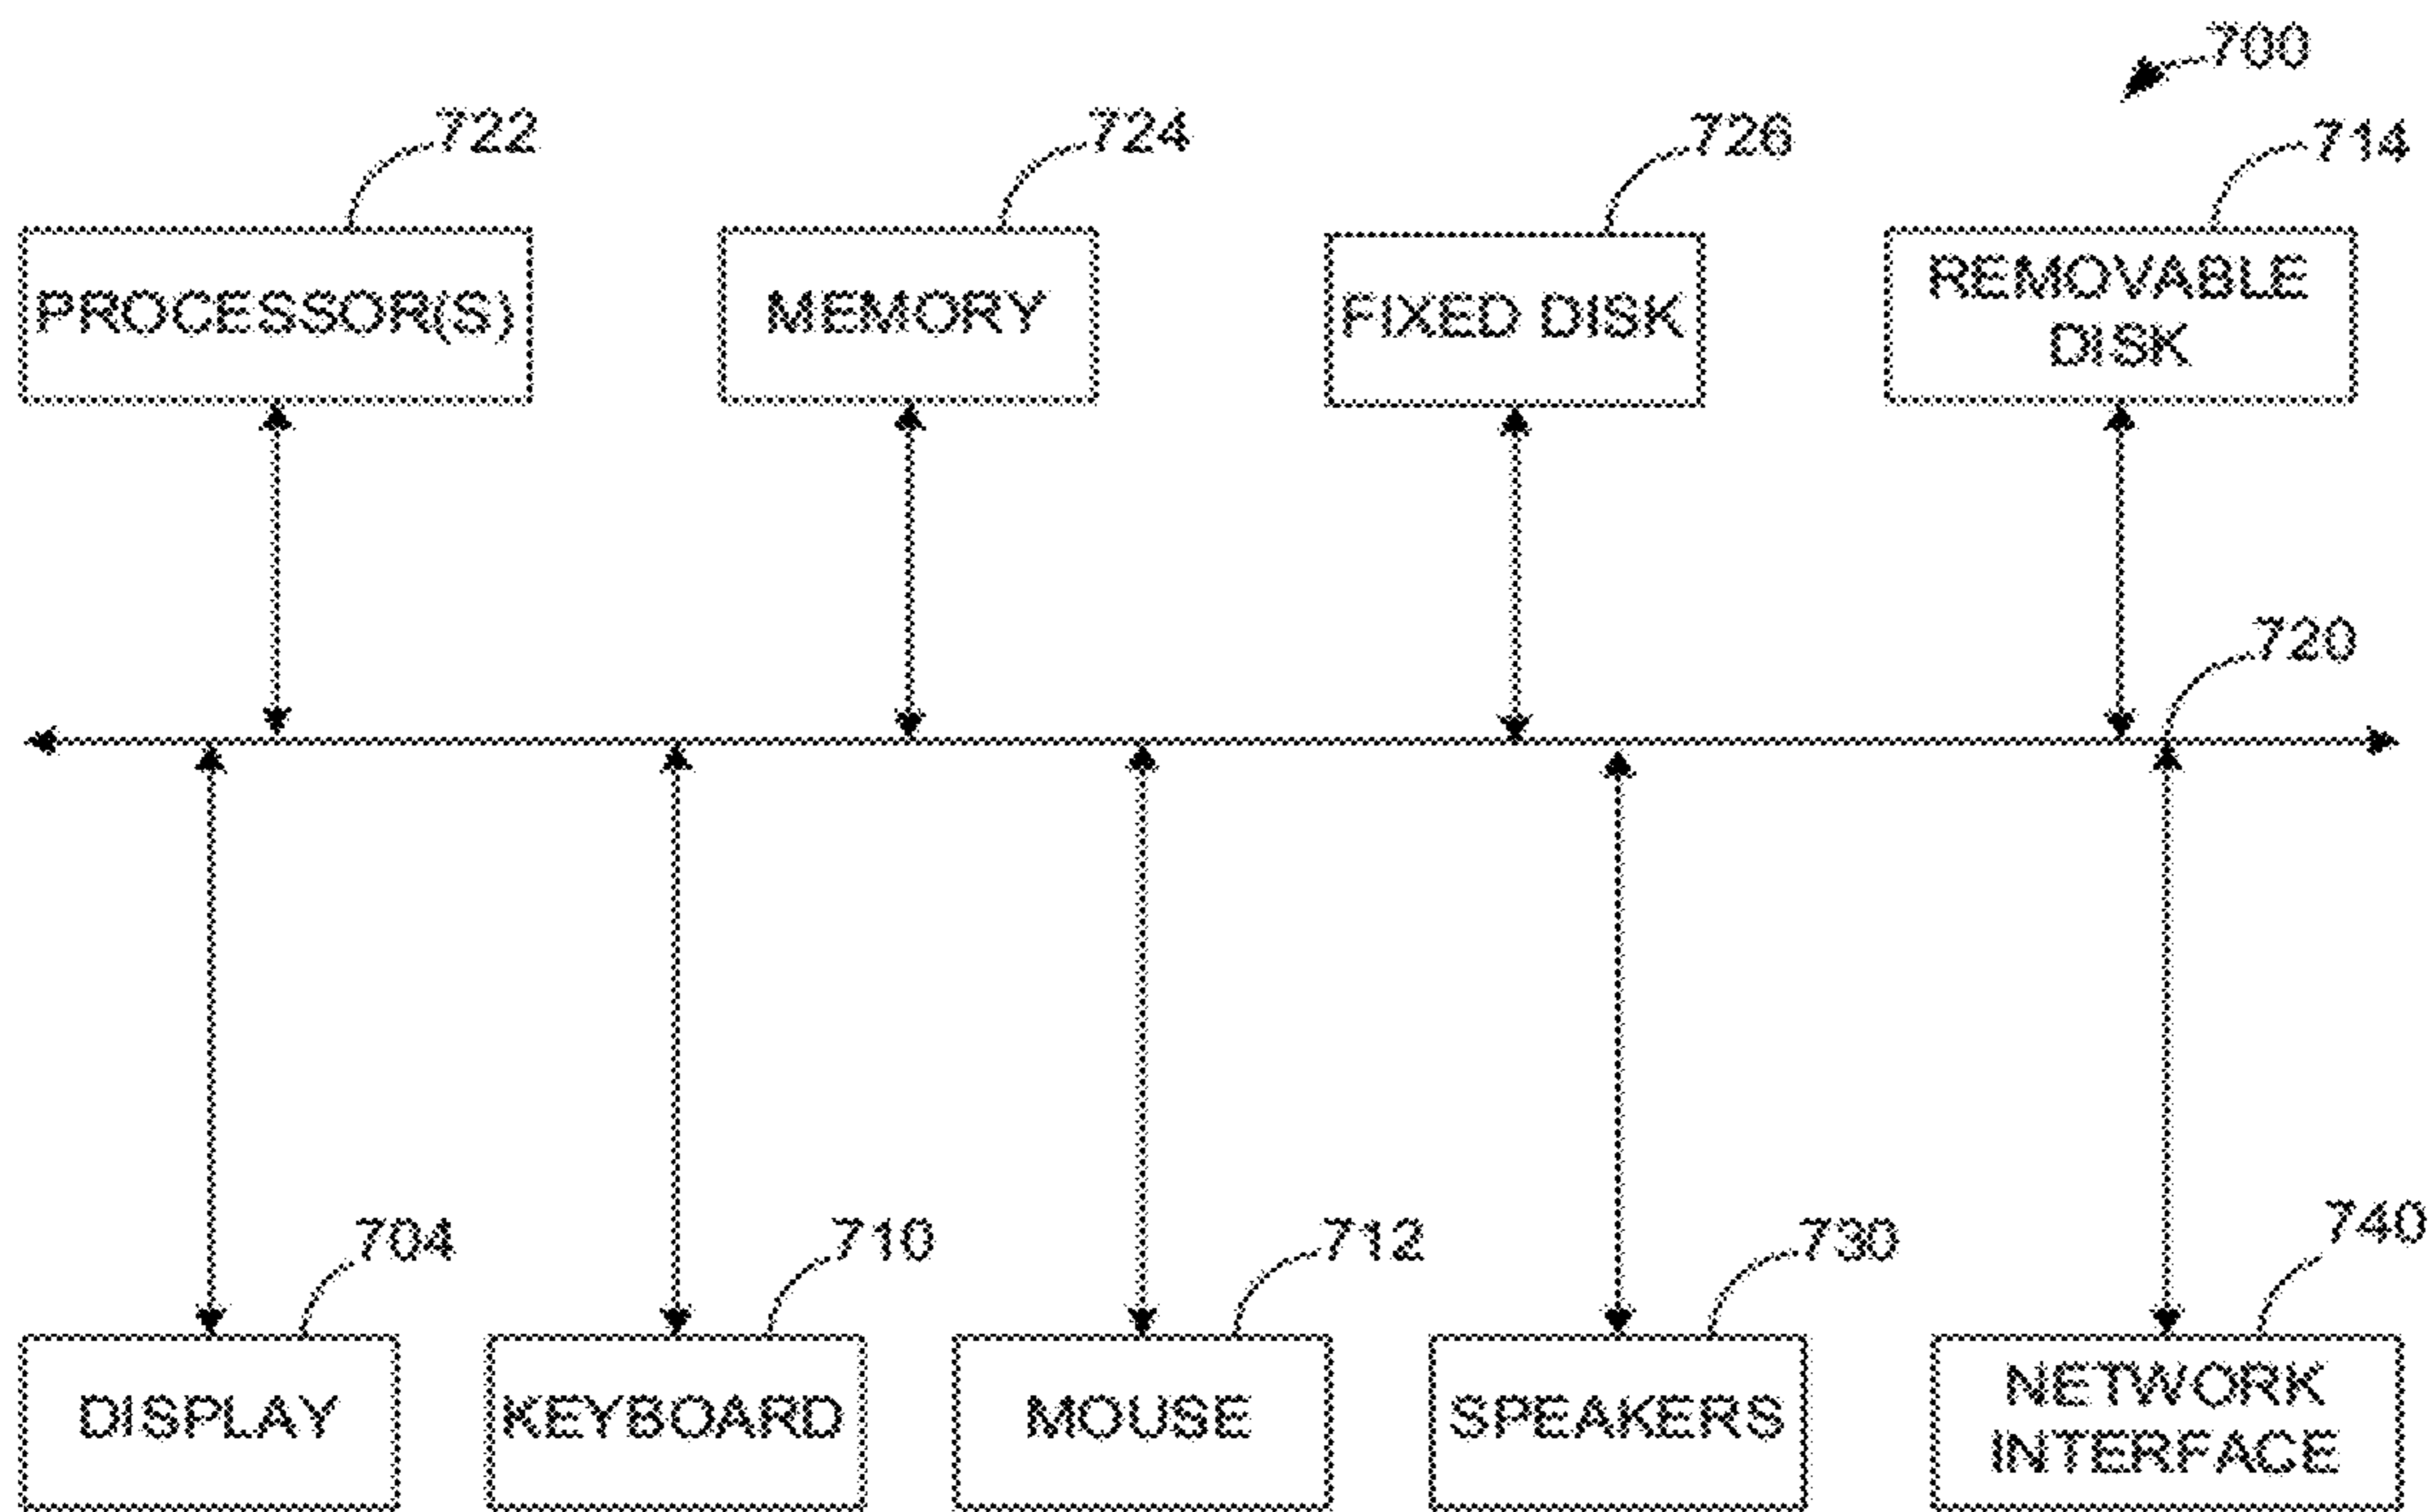 700
722
724
726
714
PROCESSOR(S)
MEMORY
FIXED DISK
REMOVABLE
DISK
720
704
710
712
730
740
DISPLAY
KEYBOARD
MOUSE
SPEAKERS
NETWORK
INTERFACE